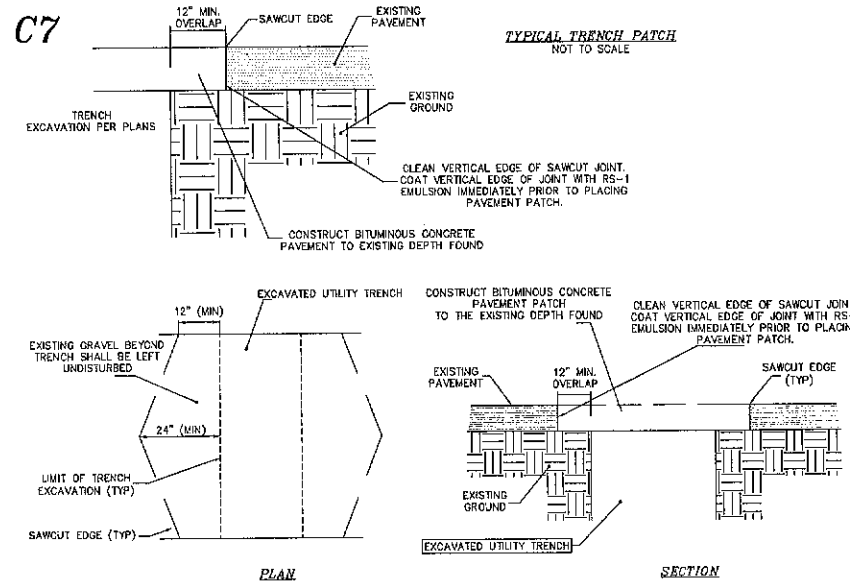 C7
12" MIN.
OVERLAP
SAWCUT EDGE
EXISTING
PAVEMENT
TYPICAL TRENCH PATCH
NOT TO SCALE
TRENCH
EXCAVATION PER PLANS
EXISTING
GROUND
CLEAN VERTICAL EDGE OF SAWCUT JOINT.
COAT VERTICAL EDGE OF JOINT WITH RS-1
EMULSION IMMEDIATELY PRIOR TO PLACING
PAVEMENT PATCH.
CONSTRUCT BITUMINOUS CONCRETE
PAVEMENT TO EXISTING DEPTH FOUND
12" (MIN)
EXCAVATED UTILITY TRENCH
EXISTING GRAVEL BEYOND
TRENCH SHALL BE LEFT
UNDISTURBED
24" (MIN)
LIMIT OF TRENCH
EXCAVATION (TYP)
SAWCUT EDGE (TYP)
PLAN
CONSTRUCT BITUMINOUS CONCRETE
PAVEMENT PATCH
TO THE EXISTING DEPTH FOUND
CLEAN VERTICAL EDGE OF SAWCUT JOIN
COAT VERTICAL EDGE OF JOINT WITH RS-
EMULSION IMMEDIATELY PRIOR TO PLACIN
PAVEMENT PATCH.
EXISTING
PAVEMENT
12" MIN.
OVERLAP
SAWCUT EDGE
(TYP)
EXISTING
GROUND
EXCAVATED UTILITY TRENCH
SECTION